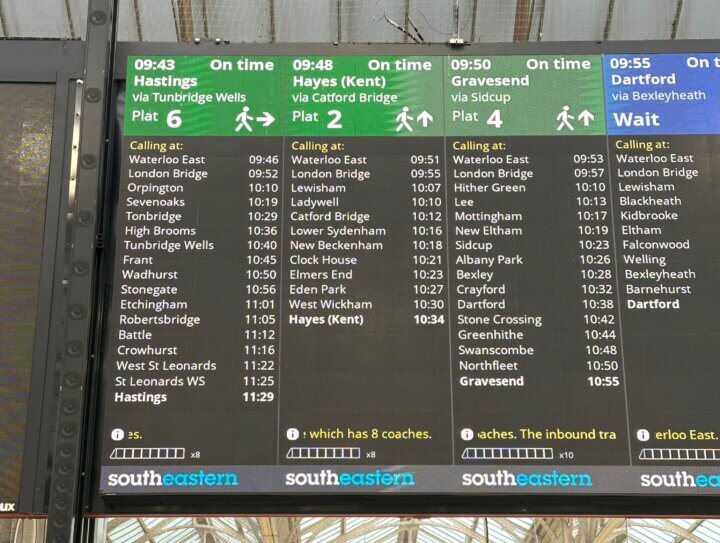 09:43 On time
Hastings
via Tunbridge Wells
Plat 6
Calling at:
Waterloo East 09:46
London Bridge 09:52
Orpington 10:10
Sevenoaks 10:19
Tonbridge 10:29
High Brooms 10:36
Tunbridge Wells 10:40
Frant 10:45
Wadhurst 10:50
Stonegate 10:56
Etchingham 11:01
Robertsbridge 11:05
Battle 11:12
Crowhurst 11:16
West St Leonards 11:22
St Leonards WS 11:25
Hastings 11:29
es.
x8
southeastern
09:48 On time
Hayes (Kent)
via Catford Bridge
Plat 2
Calling at:
Waterloo East 09:51
London Bridge 09:55
Lewisham 10:07
Ladywell 10:10
Catford Bridge 10:12
Lower Sydenham 10:16
New Beckenham 10:18
Clock House 10:21
Elmers End 10:23
Eden Park 10:27
West Wickham 10:30
Hayes (Kent) 10:34
which has 8 coaches.
x8
southeastern
09:50 On time
Gravesend
via Sidcup
Plat 4
Calling at:
Waterloo East 09:53
London Bridge 09:57
Hither Green 10:10
Lee 10:13
Mottingham 10:17
New Eltham 10:19
Sidcup 10:23
Albany Park 10:26
Bexley 10:28
Crayford 10:32
Dartford 10:38
Stone Crossing 10:42
Greenhithe 10:44
Swanscombe 10:48
Northfleet 10:50
Gravesend 10:55
aches. The inbound tra
x10
southeastern
09:55 On t
Dartford
via Bexleyheath
Wait
Calling at:
Waterloo East
London Bridge
Lewisham
Blackheath
Kidbrooke
Eltham
Falconwood
Welling
Bexleyheath
Barnehurst
Dartford
erloo East.
southea
ux